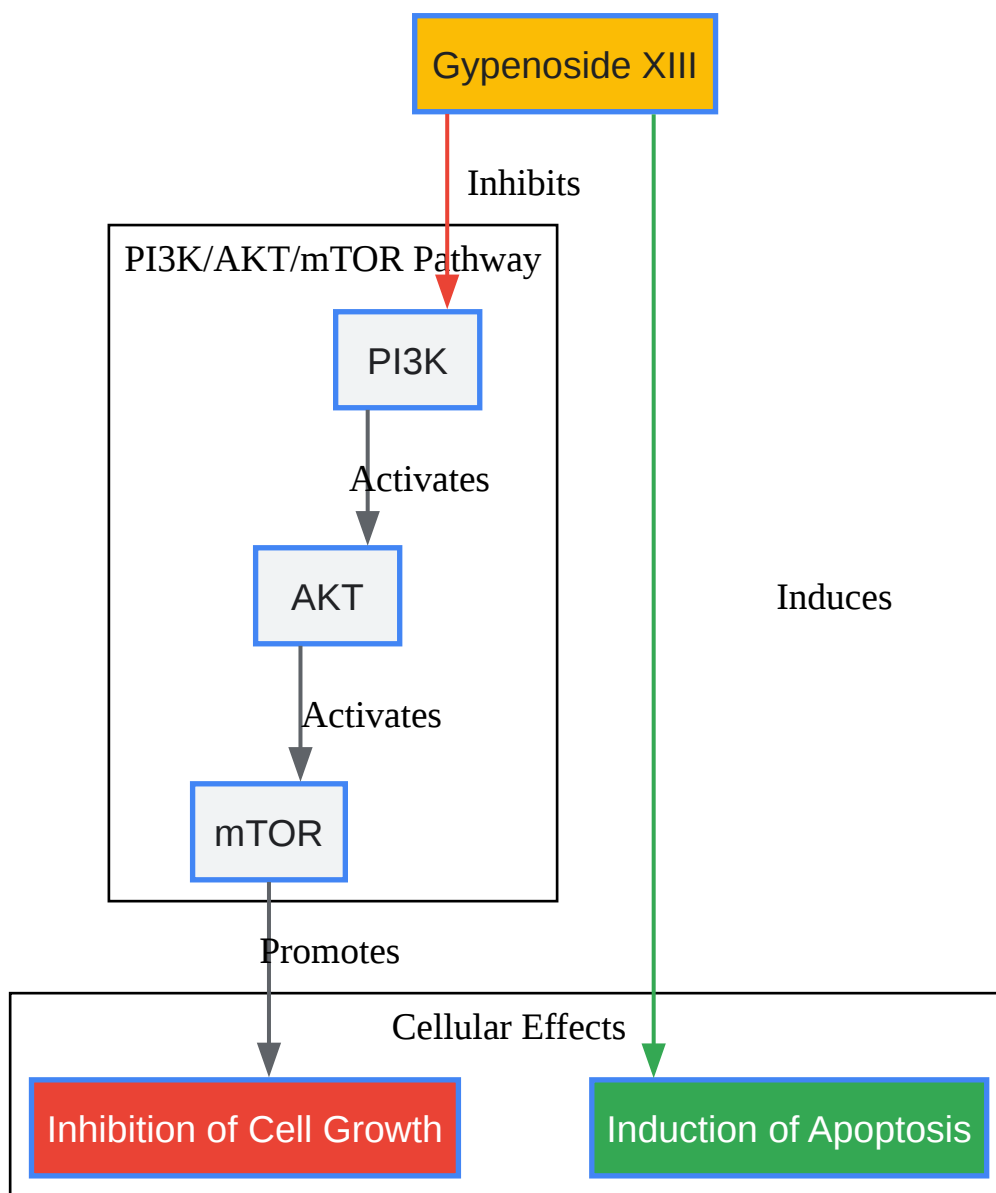 Gypenoside XIII
Inhibits
PI3K/AKT/mTOR Pathway
PI3K
Activates
AKT
Induces
Activates
mTOR
Promotes
Cellular Effects
Inhibition of Cell Growth
Induction of Apoptosis